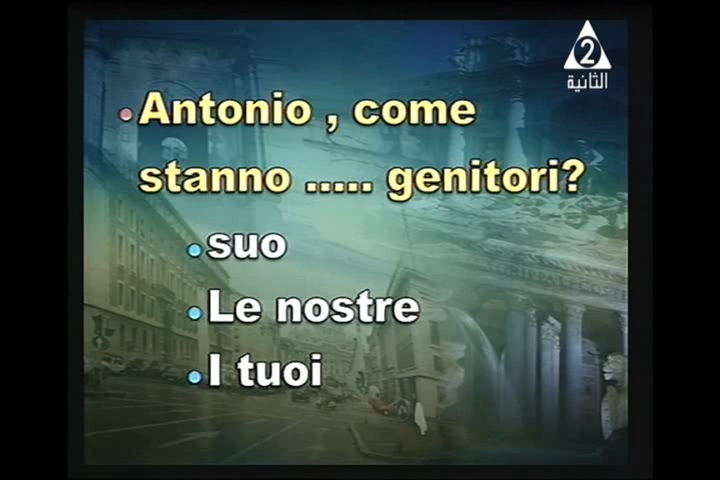 2
الثانية
Antonio , come
stanno ..... genitori?
suo
Le nostre
I tuoi